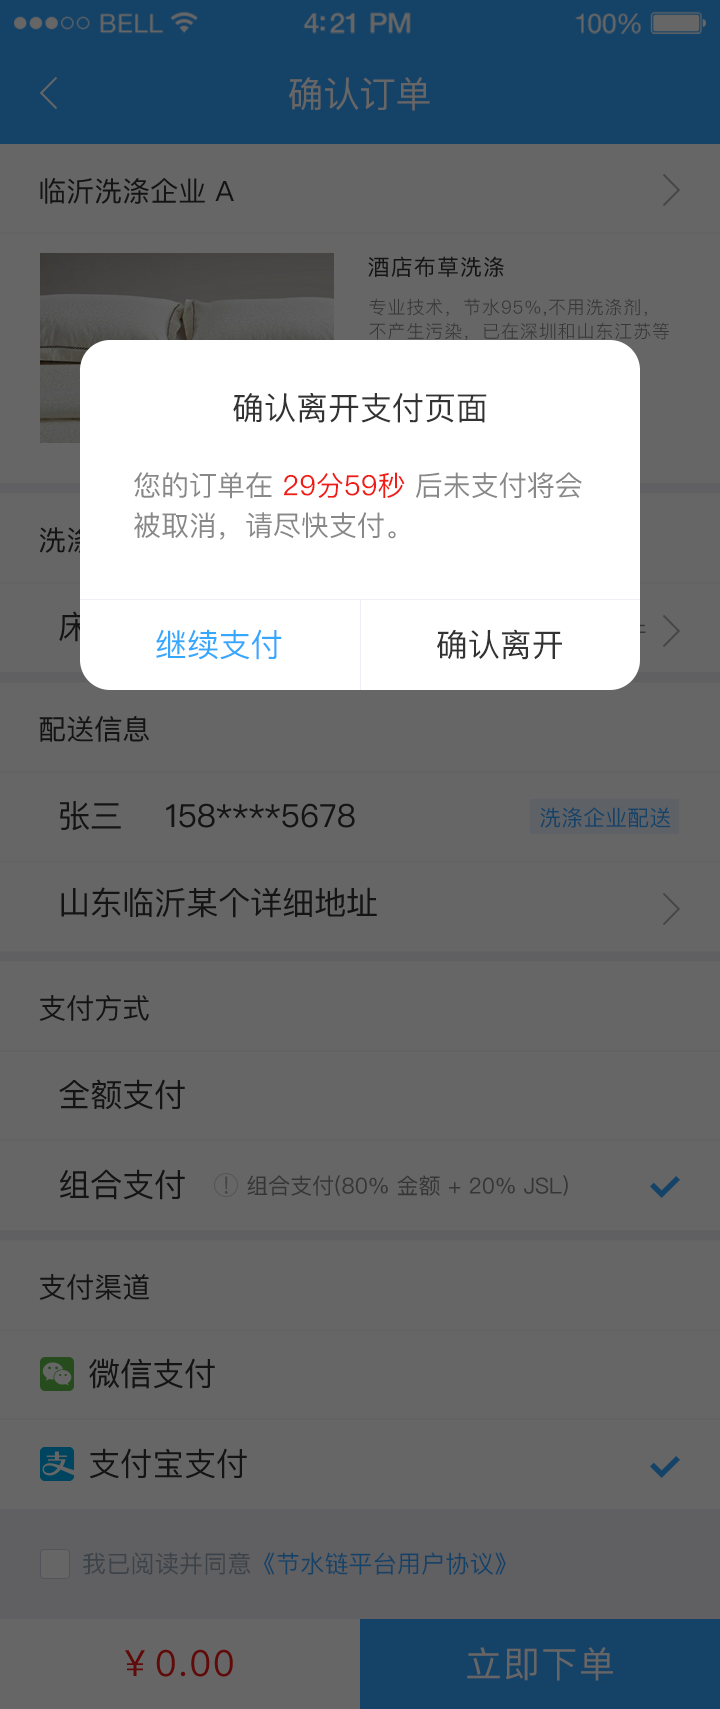 BELL 4:21 PM 100%
确认订单
临沂洗涤企业 A
酒店布草洗涤
专业技术，节水95%,不用洗涤剂，
不产生污染，已在深圳和山东江苏等
确认离开支付页面
您的订单在 29分59秒 后未支付将会
被取消，请尽快支付。
洗涤
床
继续支付 确认离开
配送信息
张三 158****5678 洗涤企业配送
山东临沂某个详细地址
支付方式
全额支付
组合支付 组合支付(80% 金额 + 20% JSL)
支付渠道
微信支付
支 支付宝支付
我已阅读并同意《节水链平台用户协议》
¥ 0.00 立即下单